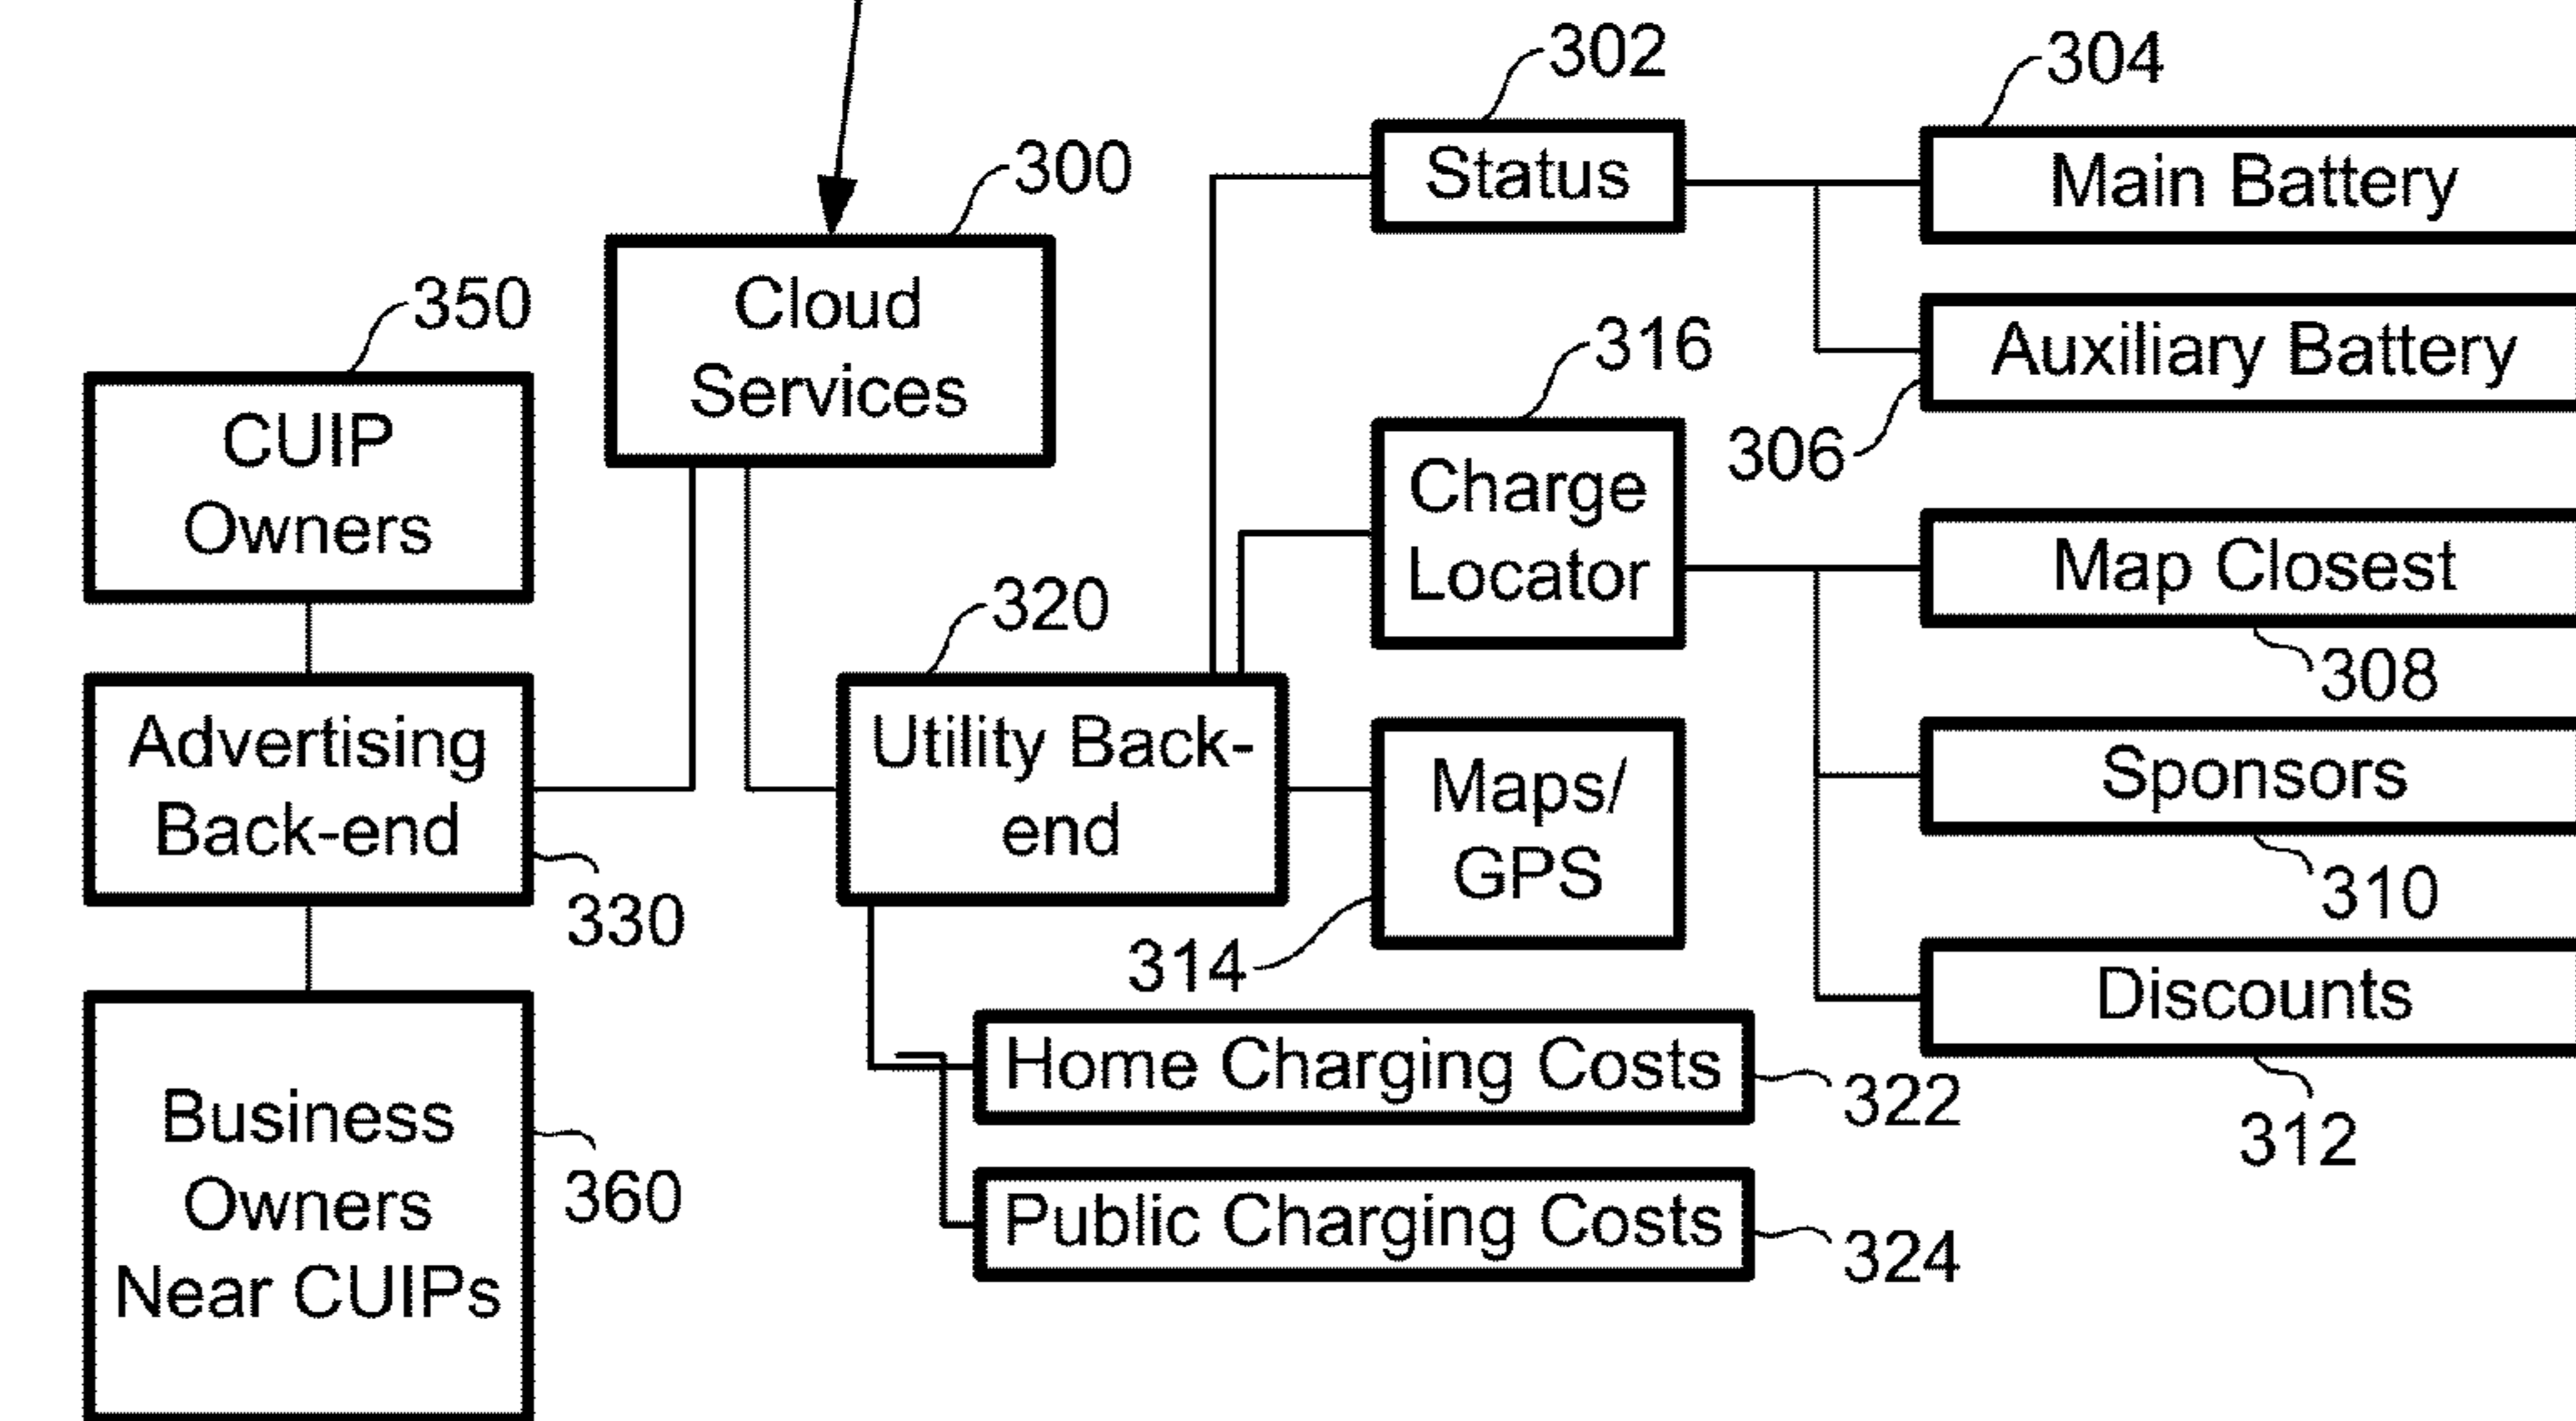 302
304
Status
Main Battery
300
Cloud
Services
350
CUIP
Owners
316
Auxiliary Battery
306
Charge
Locator
Map Closest
308
320
Utility Back-
end
Advertising
Back-end
330
Maps/
GPS
314
Sponsors
310
Discounts
312
Home Charging Costs
322
Business
Owners
Near CUIPs
360
Public Charging Costs
324